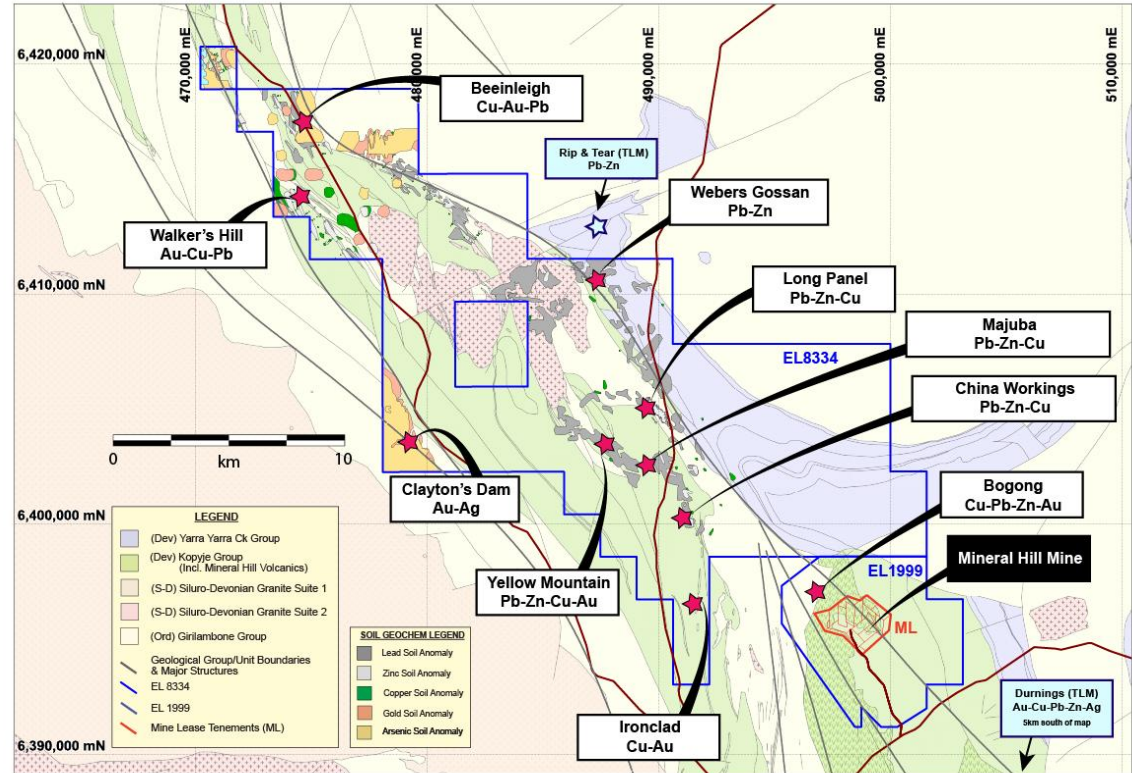 6,420,000 mN
470,000 mE
480,000 mE
490,000 mE
500,000 mE
510,000 mE
Beeinleigh
Cu-Au-Pb
Rip & Tear (TLM)
Pb-Zn
Webers Gossan
Pb-Zn
Walker's Hill
Au-Cu-Pb
Long Panel
Pb-Zn-Cu
6,410,000 mN
Majuba
Pb-Zn-Cu
EL8334
China Workings
Pb-Zn-Cu
0
km
10
Clayton's Dam
Au-Ag
Bogong
Cu-Pb-Zn-Au
6,400,000 mN
Mineral Hill Mine
EL1999
Yellow Mountain
Pb-Zn-Cu-Au
ML
LEGEND
(Dev) Yarra Yarra Ck Group
(Dev) Kopyje Group
(Incl. Mineral Hill Volcanics)
(S-D) Siluro-Devonian Granite Suite 1
(S-D) Siluro-Devonian Granite Suite 2
(Ord) Girilambone Group
Geological Group/Unit Boundaries
& Major Structures
EL 8334
EL 1999
Mine Lease Tenements (ML)
SOIL GEOCHEM LEGEND
Lead Soil Anomaly
Zinc Soil Anomaly
Copper Soil Anomaly
Gold Soil Anomaly
Arsenic Soil Anomaly
Ironclad
Cu-Au
Durnings (TLM)
Au-Cu-Pb-Zn-Ag
5km south of map
6,390,000 mN